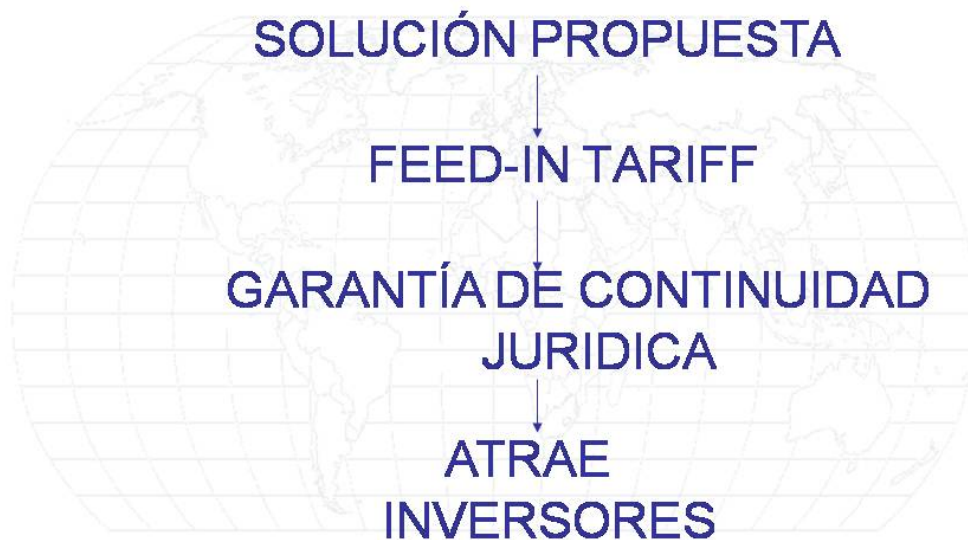 SOLUCIÓN PROPUESTA
FEED-IN TARIFF
GARANTÍA DE CONTINUIDAD
JURIDICA
ATRAE
INVERSORES